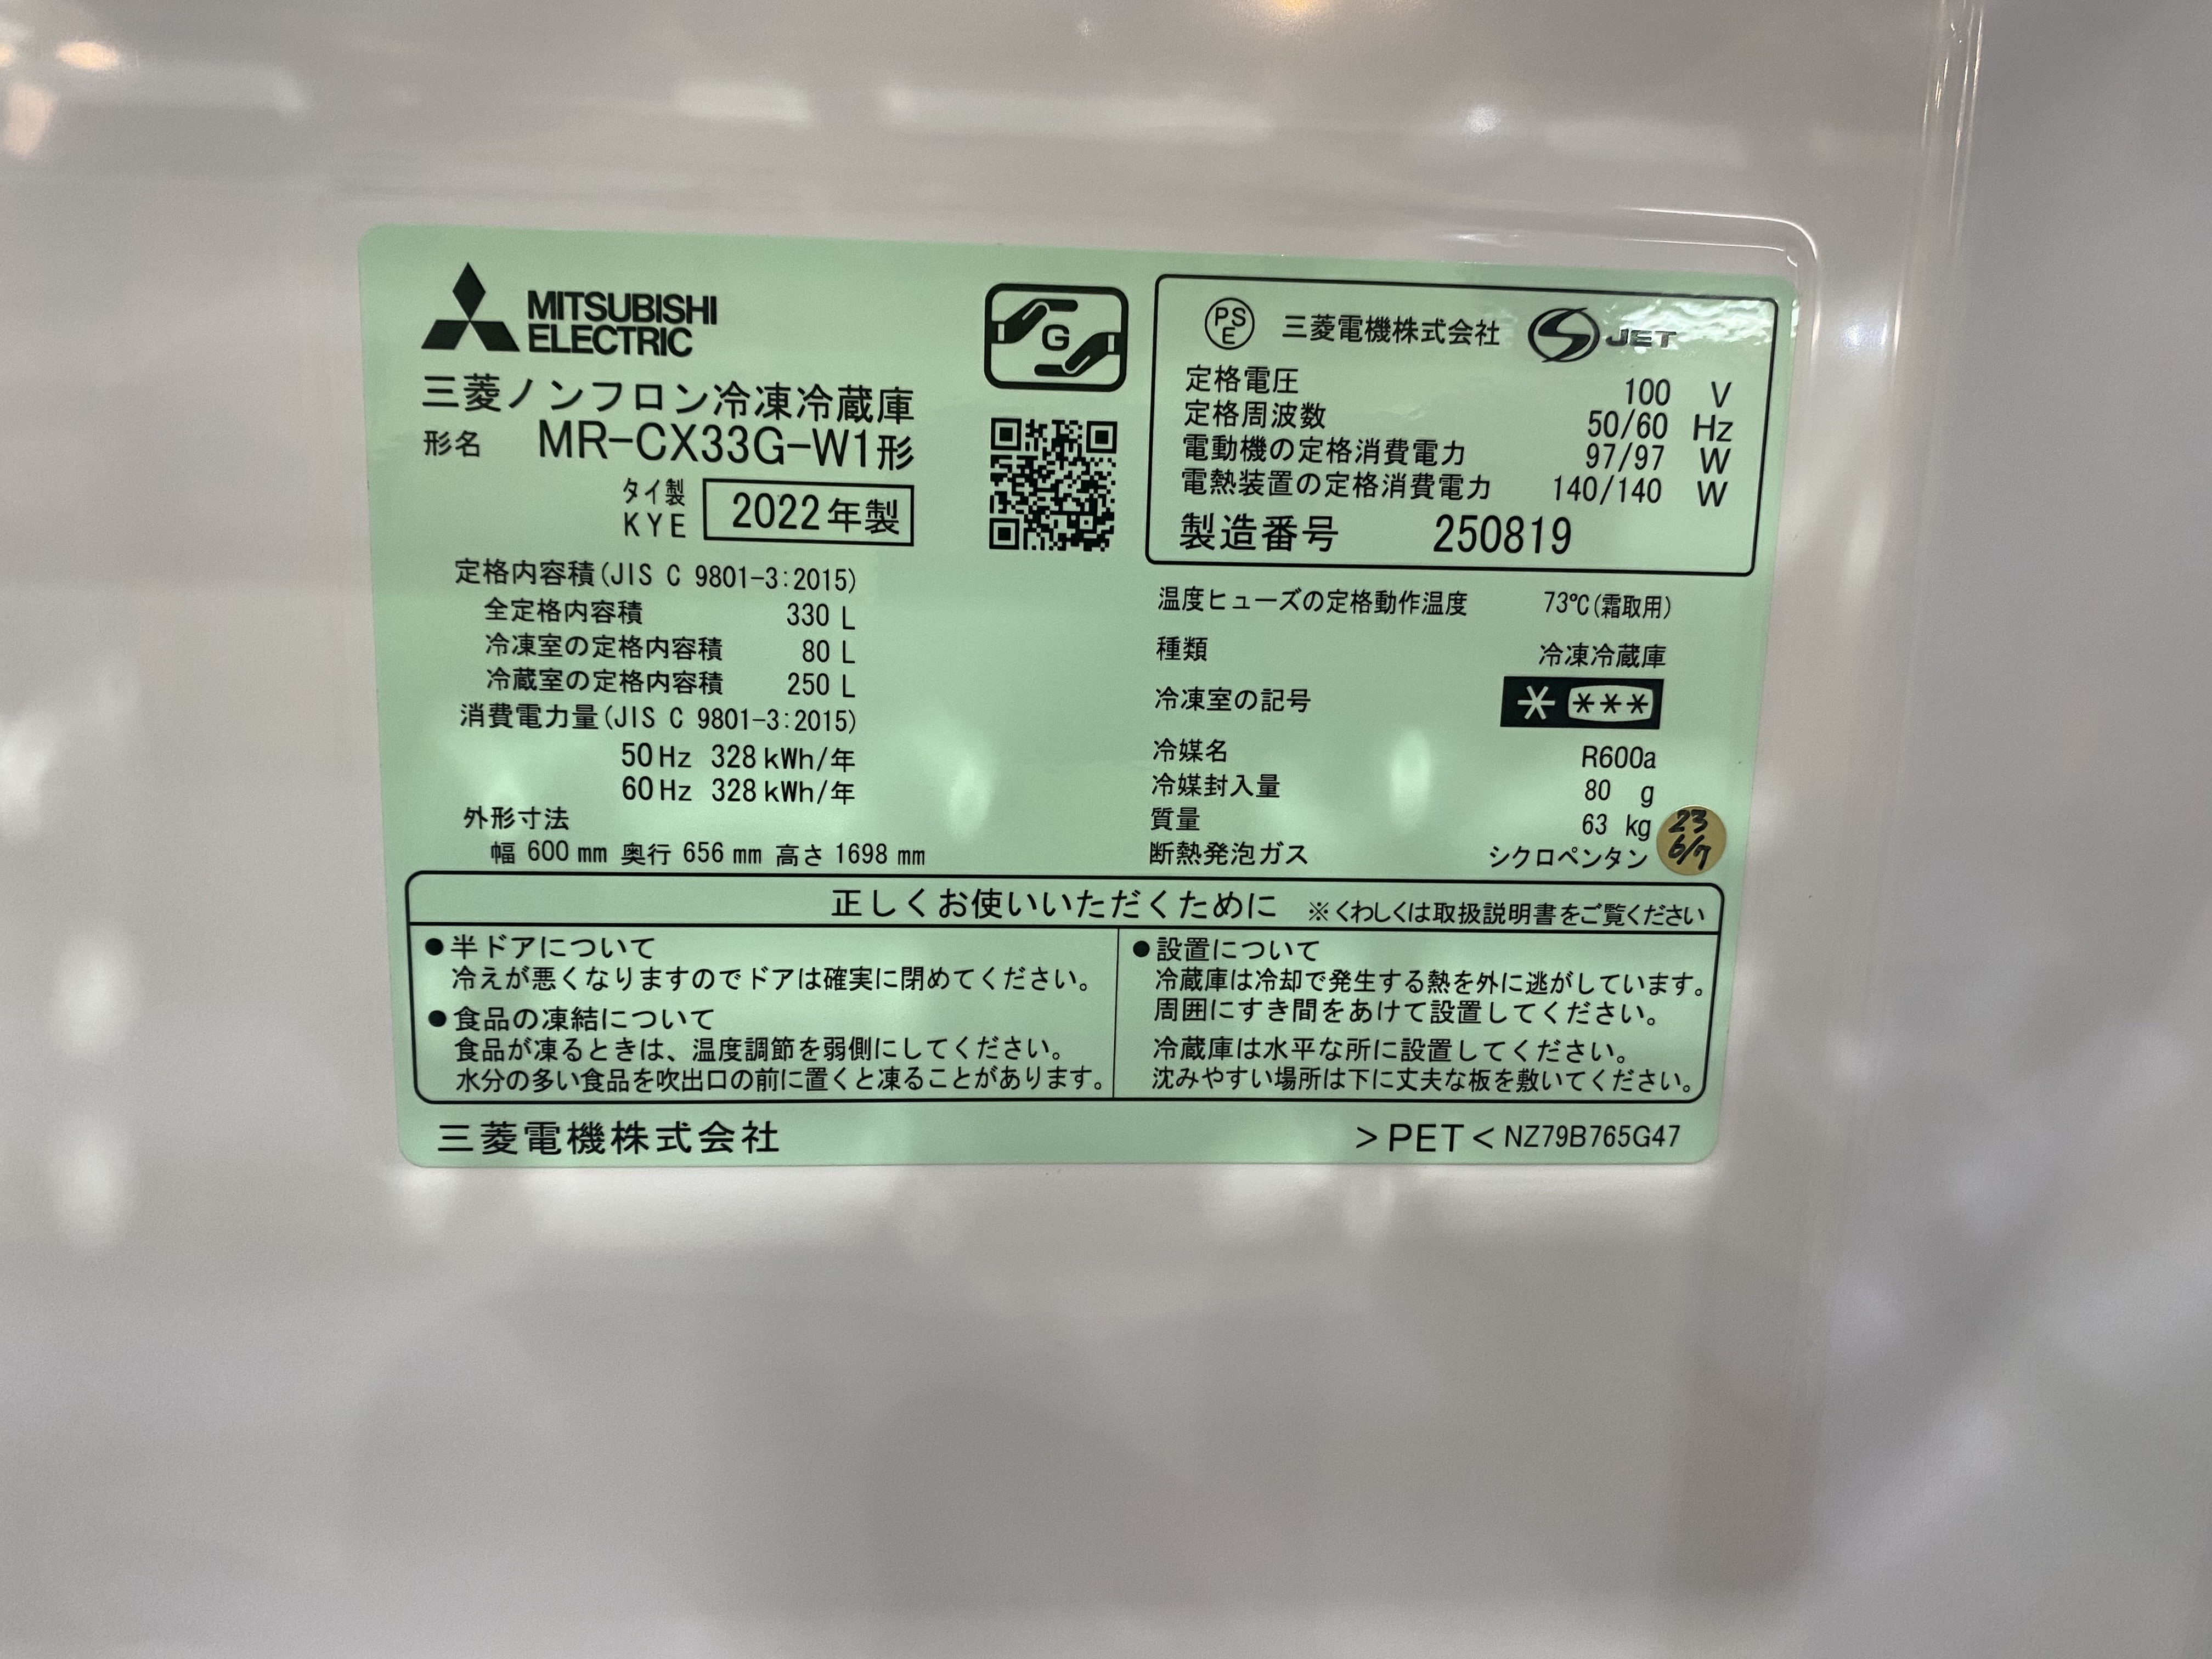 MITSUBISHI
ELECTRIC
三菱ノンフロン冷凍冷蔵庫
形名 MR-CX33G-W1形
タイ製
KYE 2022年製
定格内容積(JIS C 9801-3:2015)
全定格内容積 330 L
冷凍室の定格内容積 80 L
冷蔵室の定格内容積 250 L
消費電力量(JIS C 9801-3:2015)
50Hz 328kWh/年
60Hz 328kWh/年
外形寸法
幅 600mm 奥行 656mm 高さ 1698mm
G
PS
E
三菱電機株式会社
S JET
定格電圧 100 V
定格周波数 50/60 Hz
電動機の定格消費電力 97/97 W
電熱装置の定格消費電力 140/140 W
製造番号 250819
温度ヒューズの定格動作温度 73℃(霜取用)
種類 冷凍冷蔵庫
冷凍室の記号 * ***
冷媒名 R600a
冷媒封入量 80 g
質量 63 kg
断熱発泡ガス シクロペンタン
23
6/7
正しくお使いいただくために ※くわしくは取扱説明書をご覧ください
●半ドアについて
冷えが悪くなりますのでドアは確実に閉めてください。
●食品の凍結について
食品が凍るときは、温度調節を弱側にしてください。
水分の多い食品を吹出口の前に置くと凍ることがあります。
●設置について
冷蔵庫は冷却で発生する熱を外に逃がしています。
周囲にすき間をあけて設置してください。
冷蔵庫は水平な所に設置してください。
沈みやすい場所は下に丈夫な板を敷いてください。
三菱電機株式会社
>PET< NZ79B765G47